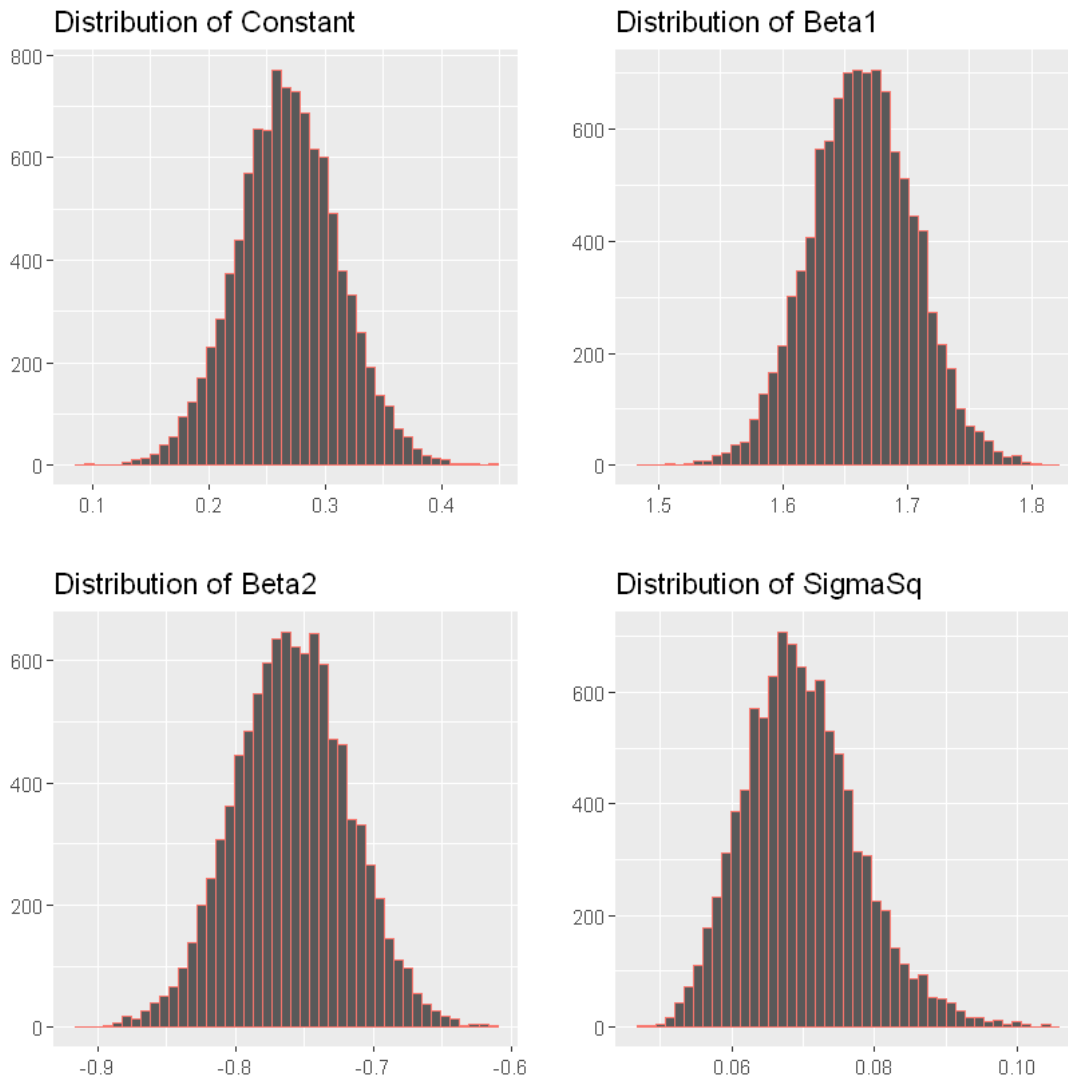 Distribution of Constant
800
600
400
200
0
0.1 0.2 0.3 0.4
Distribution of Beta1
600
400
200
0
1.5 1.6 1.7 1.8
Distribution of Beta2
600
400
200
0
-0.9 -0.8 -0.7 -0.6
Distribution of SigmaSq
600
400
200
0
0.06 0.08 0.10